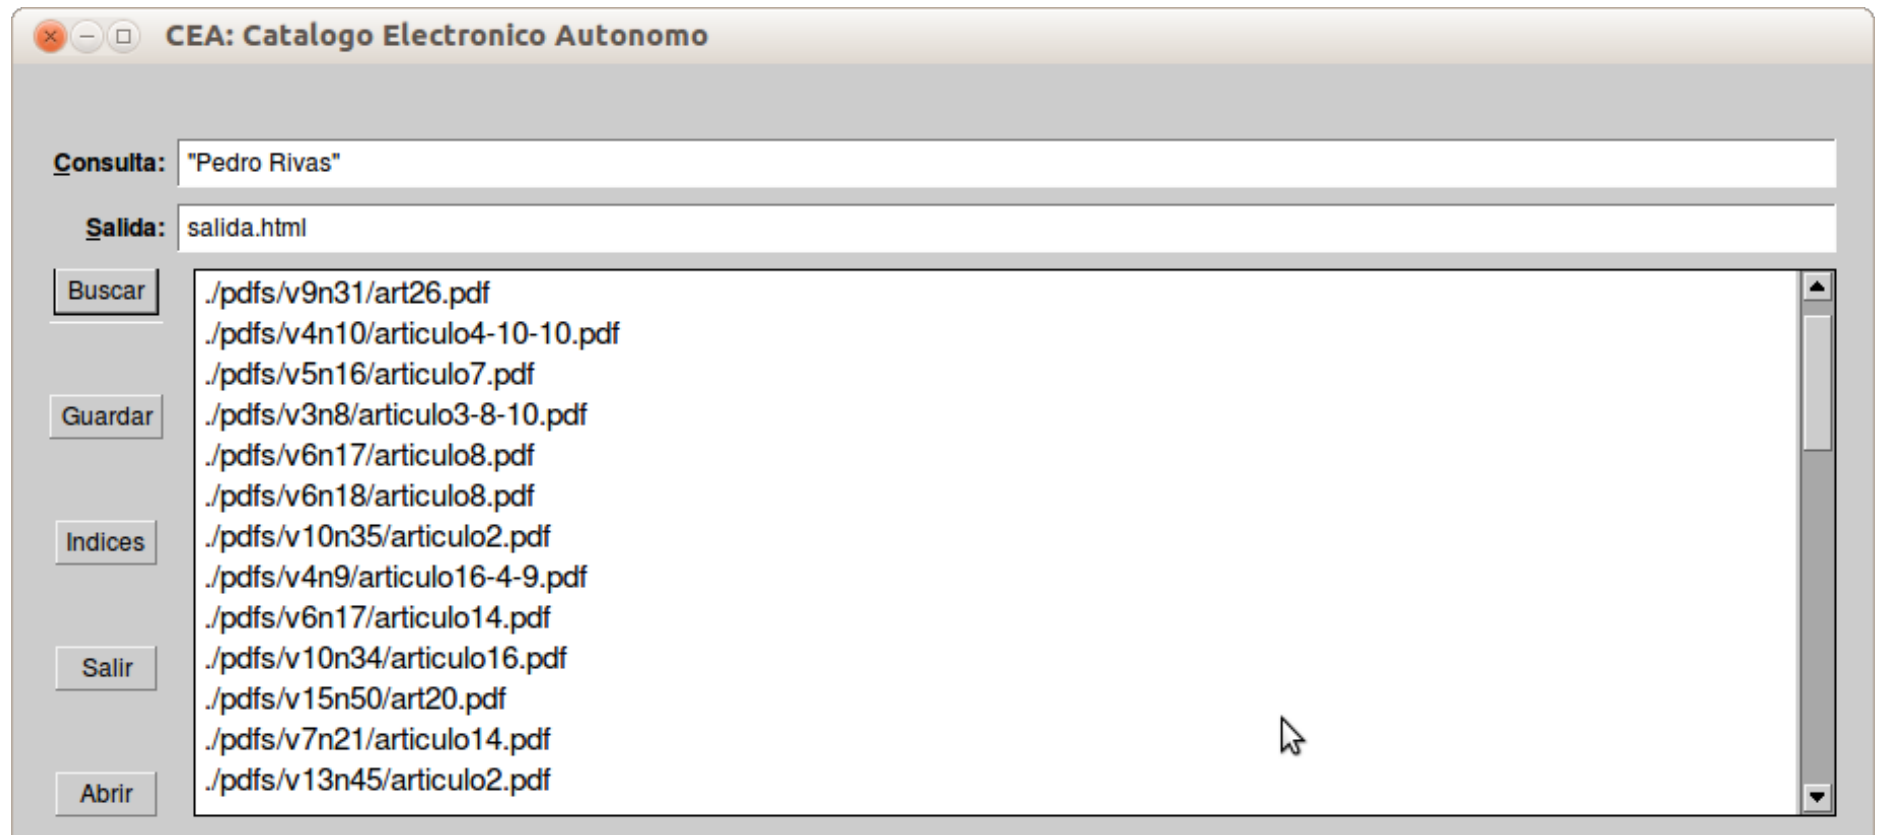 CEA: Catalogo Electronico Autonomo
Consulta: "Pedro Rivas"
Salida: salida.html
Buscar
Guardar
Indices
Salir
Abrir
./pdfs/v9n31/art26.pdf
./pdfs/v4n10/articulo4-10-10.pdf
./pdfs/v5n16/articulo7.pdf
./pdfs/v3n8/articulo3-8-10.pdf
./pdfs/v6n17/articulo8.pdf
./pdfs/v6n18/articulo8.pdf
./pdfs/v10n35/articulo2.pdf
./pdfs/v4n9/articulo16-4-9.pdf
./pdfs/v6n17/articulo14.pdf
./pdfs/v10n34/articulo16.pdf
./pdfs/v15n50/art20.pdf
./pdfs/v7n21/articulo14.pdf
./pdfs/v13n45/articulo2.pdf